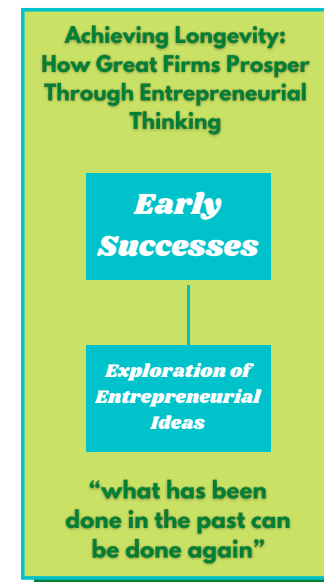 Achieving Longevity:
How Great Firms Prosper
Through Entrepreneurial
Thinking
Early
Successes
Exploration of
Entrepreneurial
Ideas
“what has been
done in the past can
be done again”